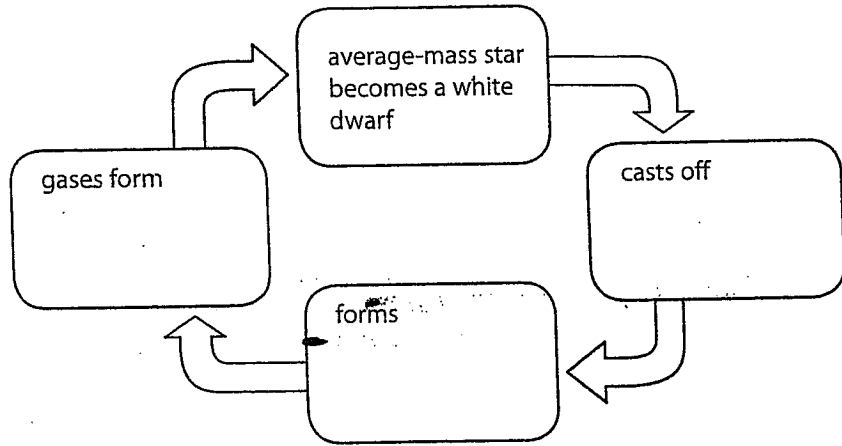 average-mass star
becomes a white
dwarf
casts off
forms
gases form